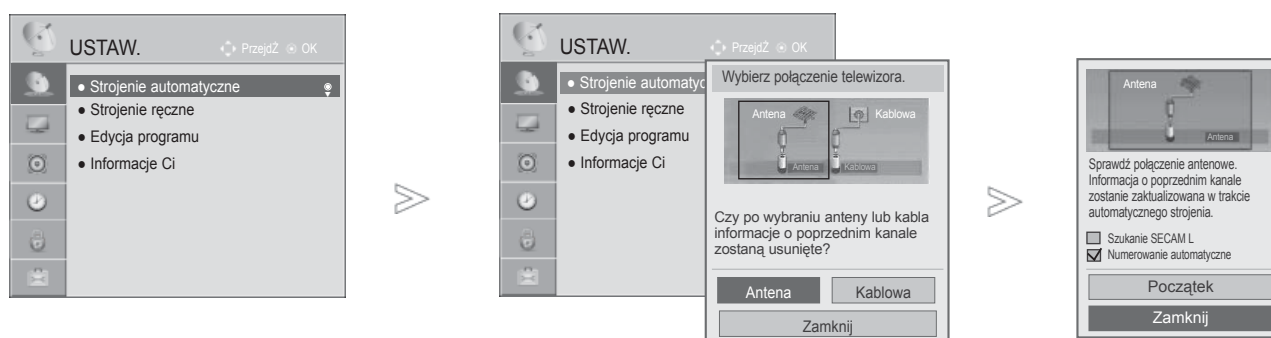 USTAW.
PrzejdŹ OK
● Strojenie automatyczne
● Strojenie ręczne
● Edycja programu
● Informacje Ci
USTAW.
PrzejdŹ OK
● Strojenie automatyc
● Strojenie ręczne
● Edycja programu
● Informacje Ci
Wybierz połączenie telewizora.
Antena
Kablowa
Antena
Kablowa
Czy po wybraniu anteny lub kabla
informacje o poprzednim kanale
zostaną usunięte?
Antena
Kablowa
Zamknij
Antena
Antena
Sprawdź połączenie antenowe.
Informacja o poprzednim kanale
zostanie zaktualizowana w trakcie
automatycznego strojenia.
Szukanie SECAM L
Numerowanie automatyczne
Początek
Zamknij